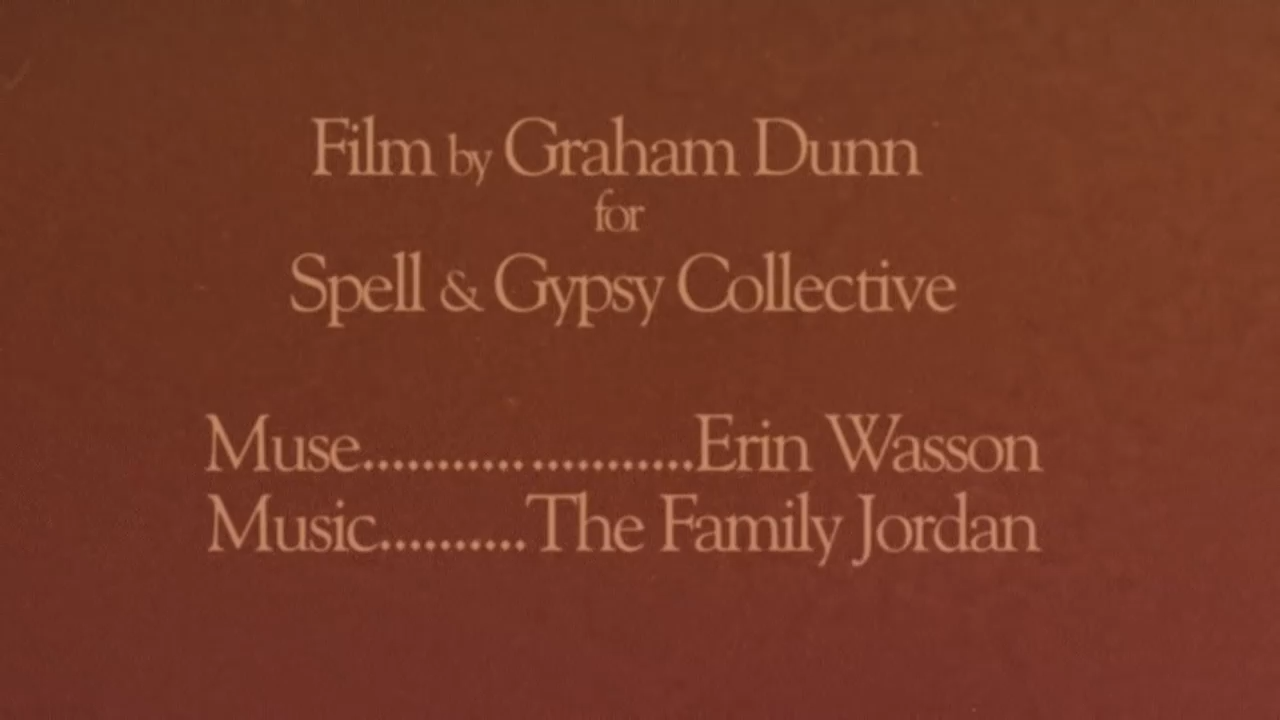 Film by Graham Dunn
for
Spell & Gypsy Collective
Muse......................Erin Wasson
Music..........The Family Jordan